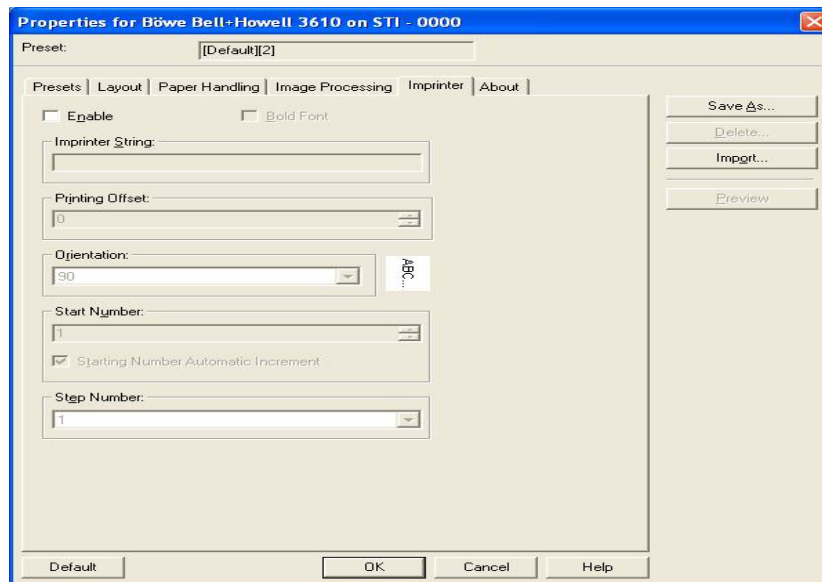 Properties for Böwe Bell+Howell 3610 on STI - 0000
Preset: [Default][2]
Presets Layout Paper Handling Image Processing Imprinter About
Enable Bold Font
Imprinter String:
Printing Offset:
0
Orientation:
90
ABC...
Start Number:
1
Starting Number Automatic Increment
Step Number:
1
Save As...
Delete...
Import...
Preview
Default OK Cancel Help